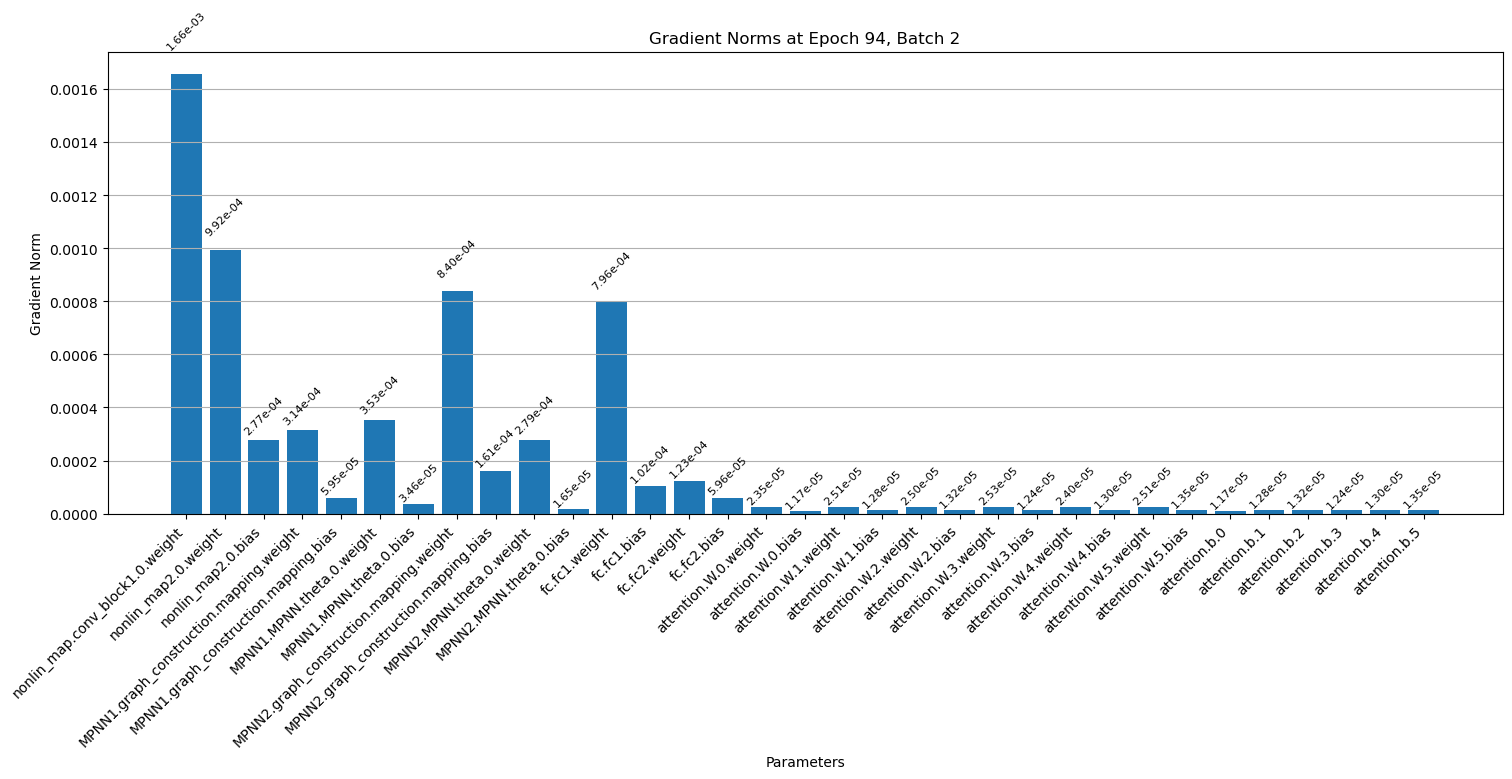 Gradient Norms at Epoch 94, Batch 2
Gradient Norm
0.0016
0.0014
0.0012
0.0010
0.0008
0.0006
0.0004
0.0002
0.0000
1.66e-03
9.92e-04
2.77e-04
3.14e-04
5.95e-05
3.53e-04
3.46e-05
8.40e-04
1.61e-04
2.79e-04
1.65e-05
7.96e-04
1.02e-04
1.23e-04
5.96e-05
2.35e-05
1.17e-05
2.51e-05
1.28e-05
2.50e-05
1.32e-05
2.53e-05
1.24e-05
2.40e-05
1.30e-05
2.51e-05
1.35e-05
1.17e-05
1.28e-05
1.32e-05
1.24e-05
1.30e-05
1.35e-05
nonlin_map.conv_block1.0.weight
nonlin_map2.0.weight
nonlin_map2.0.bias
MPNN1.graph_construction.mapping.weight
MPNN1.graph_construction.mapping.bias
MPNN1.MPNN.theta.0.weight
MPNN1.MPNN.theta.0.bias
MPNN2.graph_construction.mapping.weight
MPNN2.graph_construction.mapping.bias
MPNN2.MPNN.theta.0.weight
MPNN2.MPNN.theta.0.bias
fc.fc1.weight
fc.fc1.bias
fc.fc2.weight
fc.fc2.bias
attention.W.0.weight
attention.W.0.bias
attention.W.1.weight
attention.W.1.bias
attention.W.2.weight
attention.W.2.bias
attention.W.3.weight
attention.W.3.bias
attention.W.4.weight
attention.W.4.bias
attention.W.5.weight
attention.W.5.bias
attention.b.0
attention.b.1
attention.b.2
attention.b.3
attention.b.4
attention.b.5
Parameters